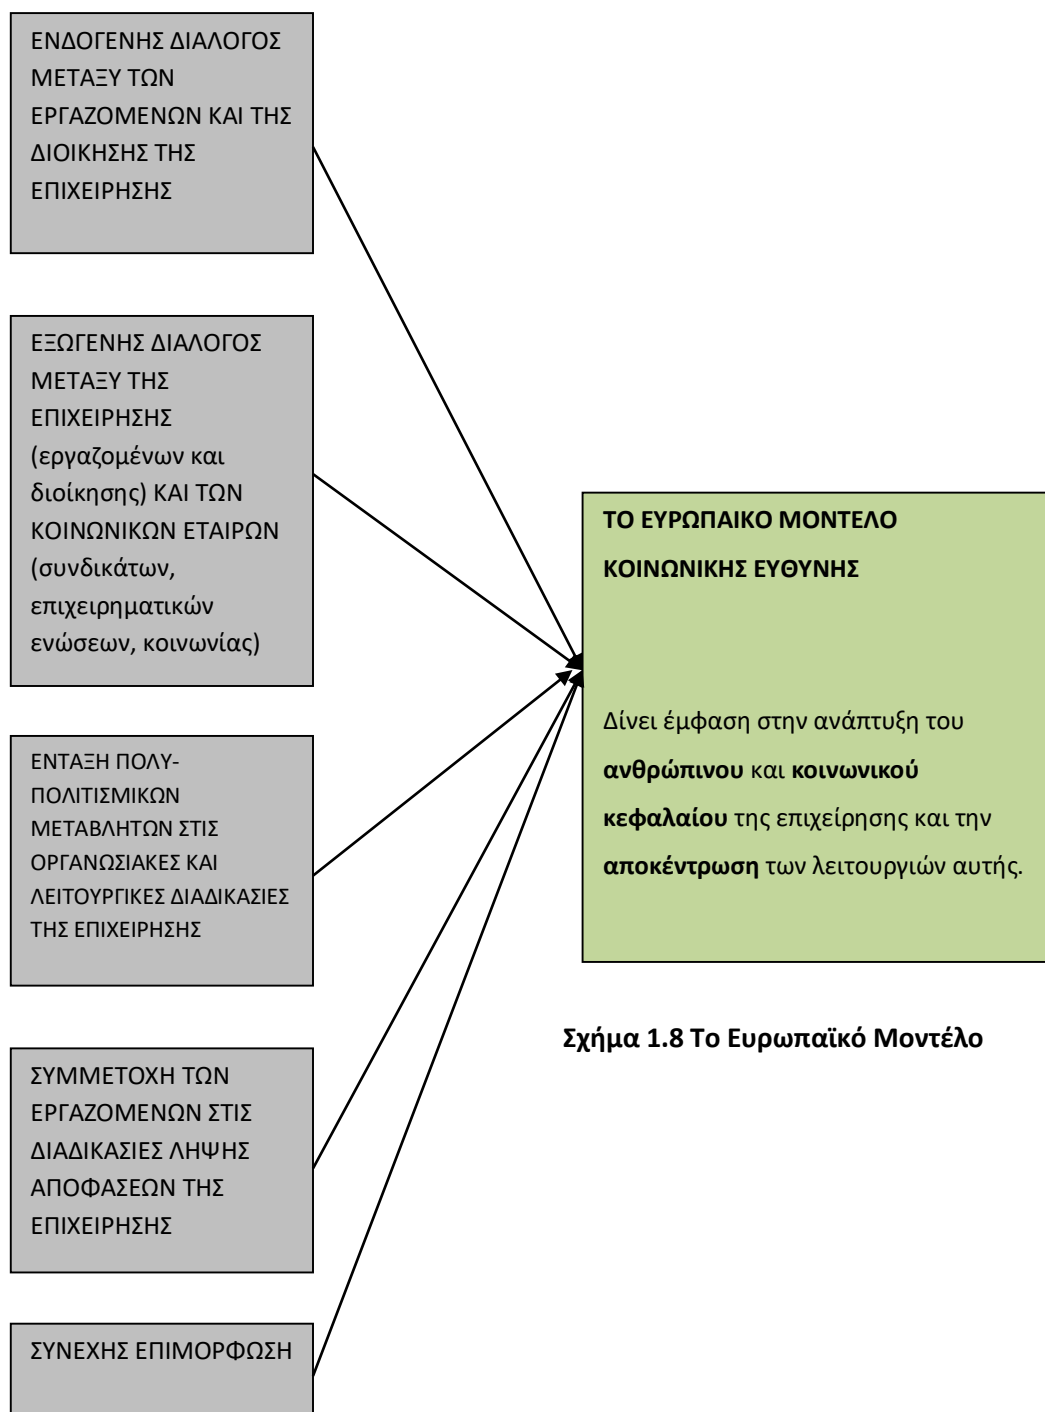 ΕΝΔΟΓΕΝΗΣ ΔΙΑΛΟΓΟΣ
ΜΕΤΑΞΥ ΤΩΝ
ΕΡΓΑΖΟΜΕΝΩΝ ΚΑΙ ΤΗΣ
ΔΙΟΙΚΗΣΗΣ ΤΗΣ
ΕΠΙΧΕΙΡΗΣΗΣ
ΕΞΩΓΕΝΗΣ ΔΙΑΛΟΓΟΣ
ΜΕΤΑΞΥ ΤΗΣ
ΕΠΙΧΕΙΡΗΣΗΣ
(εργαζομένων και
διοίκησης) ΚΑΙ ΤΩΝ
ΚΟΙΝΩΝΙΚΩΝ ΕΤΑΙΡΩΝ
(συνδικάτων,
επιχειρηματικών
ενώσεων, κοινωνίας)
ΕΝΤΑΞΗ ΠΟΛΥ-
ΠΟΛΙΤΙΣΜΙΚΩΝ
ΜΕΤΑΒΛΗΤΩΝ ΣΤΙΣ
ΟΡΓΑΝΩΣΙΑΚΕΣ ΚΑΙ
ΛΕΙΤΟΥΡΓΙΚΕΣ ΔΙΑΔΙΚΑΣΙΕΣ
ΤΗΣ ΕΠΙΧΕΙΡΗΣΗΣ
ΣΥΜΜΕΤΟΧΗ ΤΩΝ
ΕΡΓΑΖΟΜΕΝΩΝ ΣΤΙΣ
ΔΙΑΔΙΚΑΣΙΕΣ ΛΗΨΗΣ
ΑΠΟΦΑΣΕΩΝ ΤΗΣ
ΕΠΙΧΕΙΡΗΣΗΣ
ΣΥΝΕΧΗΣ ΕΠΙΜΟΡΦΩΣΗ
ΤΟ ΕΥΡΩΠΑΙΚΟ ΜΟΝΤΕΛΟ
ΚΟΙΝΩΝΙΚΗΣ ΕΥΘΥΝΗΣ
Δίνει έμφαση στην ανάπτυξη του
ανθρώπινου και κοινωνικού
κεφαλαίου της επιχείρησης και την
αποκέντρωση των λειτουργιών αυτής.
Σχήμα 1.8 Το Ευρωπαϊκό Μοντέλο